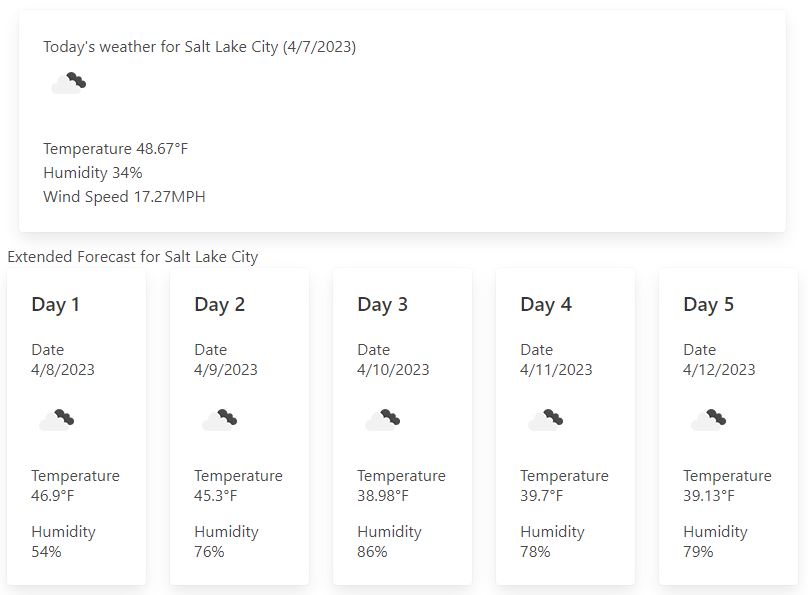 Today's weather for Salt Lake City (4/7/2023)
Temperature 48.67°F
Humidity 34%
Wind Speed 17.27MPH
Extended Forecast for Salt Lake City
Day 1
Date
4/8/2023
Temperature
46.9°F
Humidity
54%
Day 2
Date
4/9/2023
Temperature
45.3°F
Humidity
76%
Day 3
Date
4/10/2023
Temperature
38.98°F
Humidity
86%
Day 4
Date
4/11/2023
Temperature
39.7°F
Humidity
78%
Day 5
Date
4/12/2023
Temperature
39.13°F
Humidity
79%